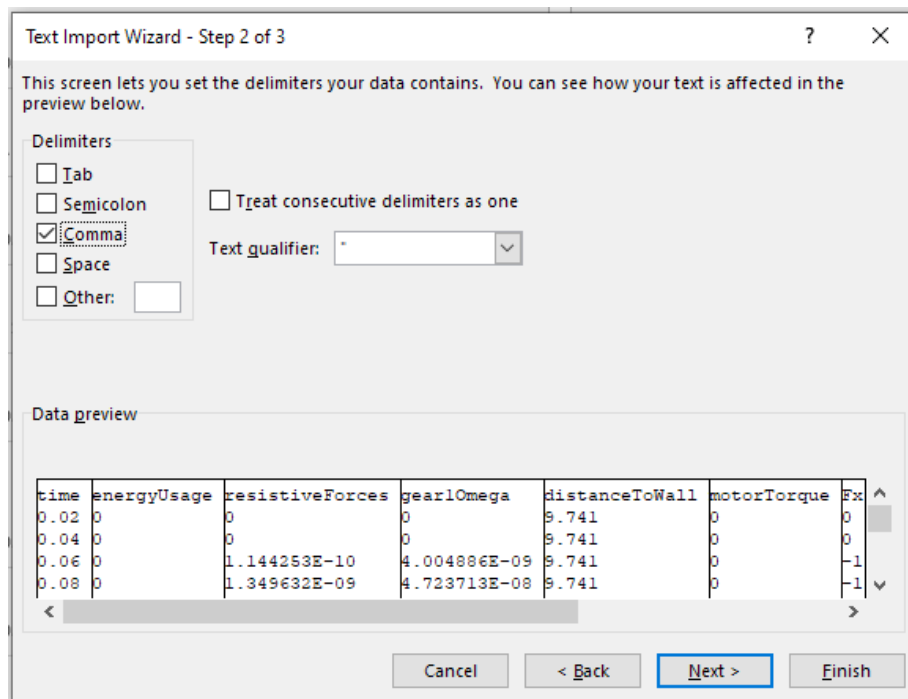 Text Import Wizard - Step 2 of 3 ?
This screen lets you set the delimiters your data contains. You can see how your text is affected in the
preview below.
Delimiters
Tab
Semicolon
Comma
Space
Other:
Treat consecutive delimiters as one
Text qualifier: "
Data preview
time energyUsage resistiveForces gear1Omega distanceToWall motorTorque Fx
0.02 0 0 0 9.741 0 0
0.04 0 0 0 9.741 0 0
0.06 0 1.144253E-10 4.004886E-09 9.741 0 -1
0.08 0 1.349632E-09 4.723713E-08 9.741 0 -1
Cancel < Back Next > Finish